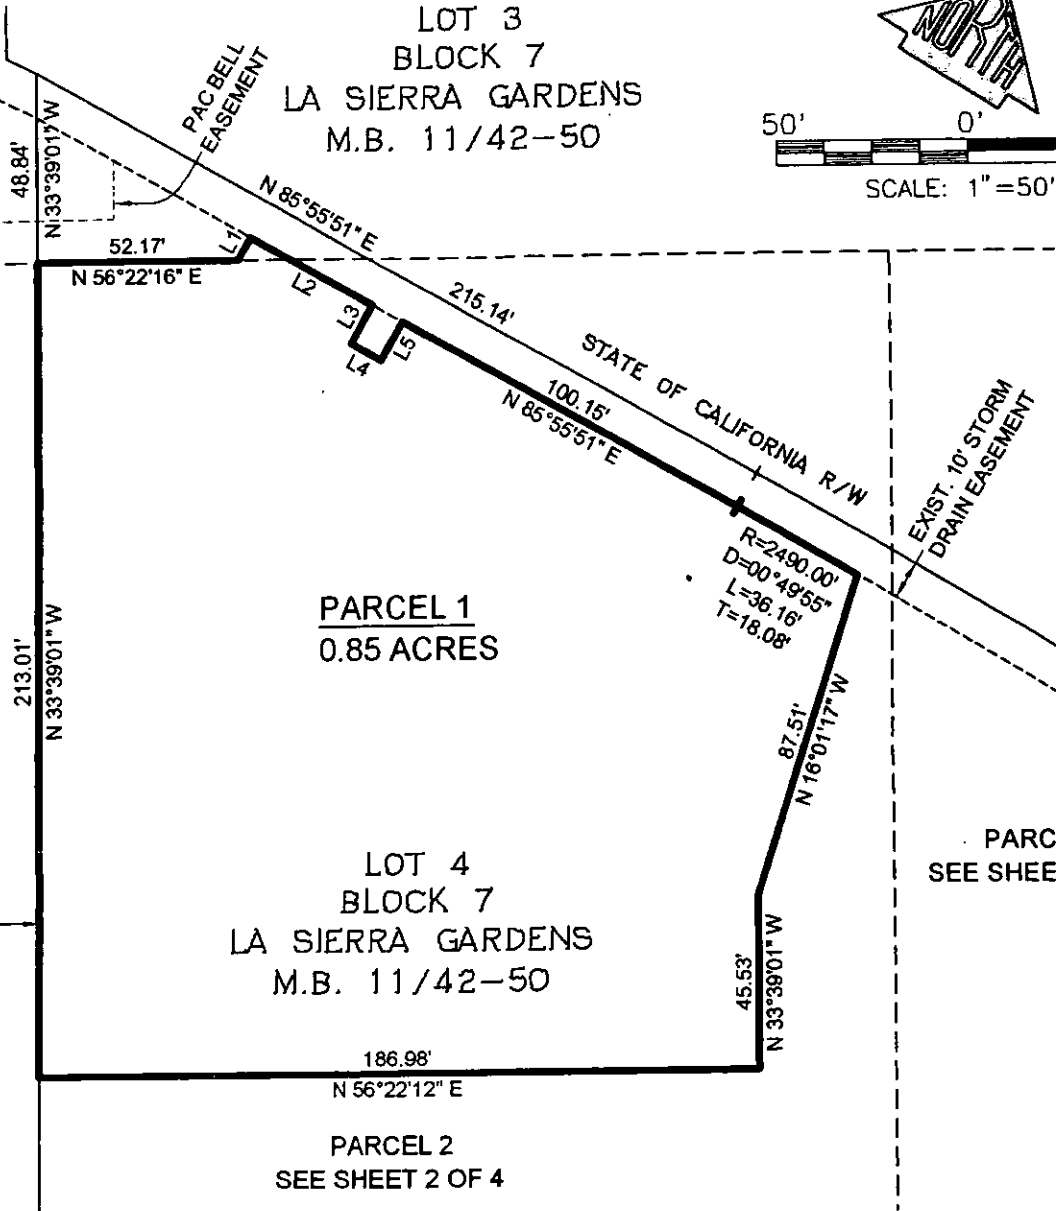 LOT 3
BLOCK 7
LA SIERRA GARDENS
M.B. 11/42-50
NORTH
50'
0'
SCALE: 1"=50'
PAC BELL
EASEMENT
48.84'
N 33°39'01" W
N 85°55'51" E
215.14'
52.17'
N 56°22'16" E
L1
L2
L3
L4
L5
STATE OF CALIFORNIA R/W
100.15'
N 85°55'51" E
EXIST. 10' STORM
DRAIN EASEMENT
R=2490.00'
D=00°49'55"
L=36.16'
T=18.08'
PARCEL 1
0.85 ACRES
213.01'
N 33°39'01" W
87.51'
N 16°01'17" W
PARC
SEE SHEE
LOT 4
BLOCK 7
LA SIERRA GARDENS
M.B. 11/42-50
45.53'
N 33°39'01" W
186.98'
N 56°22'12" E
PARCEL 2
SEE SHEET 2 OF 4